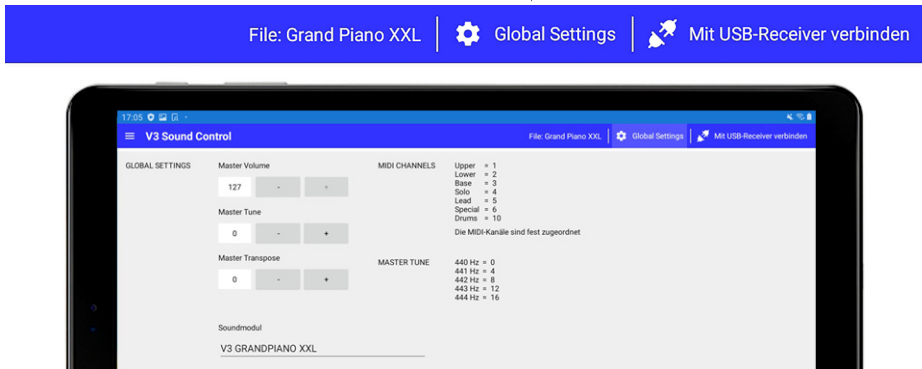 File: Grand Piano XXL
Global Settings
Mit USB-Receiver verbinden
17:05
V3 Sound Control
File: Grand Piano XXL
Global Settings
Mit USB-Receiver verbinden
GLOBAL SETTINGS
Master Volume
127 - +
Master Tune
0 - +
Master Transpose
0 - +
Soundmodul
V3 GRANDPIANO XXL
MIDI CHANNELS
Upper = 1
Lower = 2
Base = 3
Solo = 4
Lead = 5
Special = 6
Drums = 10
Die MIDI-Kanäle sind fest zugeordnet
MASTER TUNE
440 Hz = 0
441 Hz = 4
442 Hz = 8
443 Hz = 12
444 Hz = 16